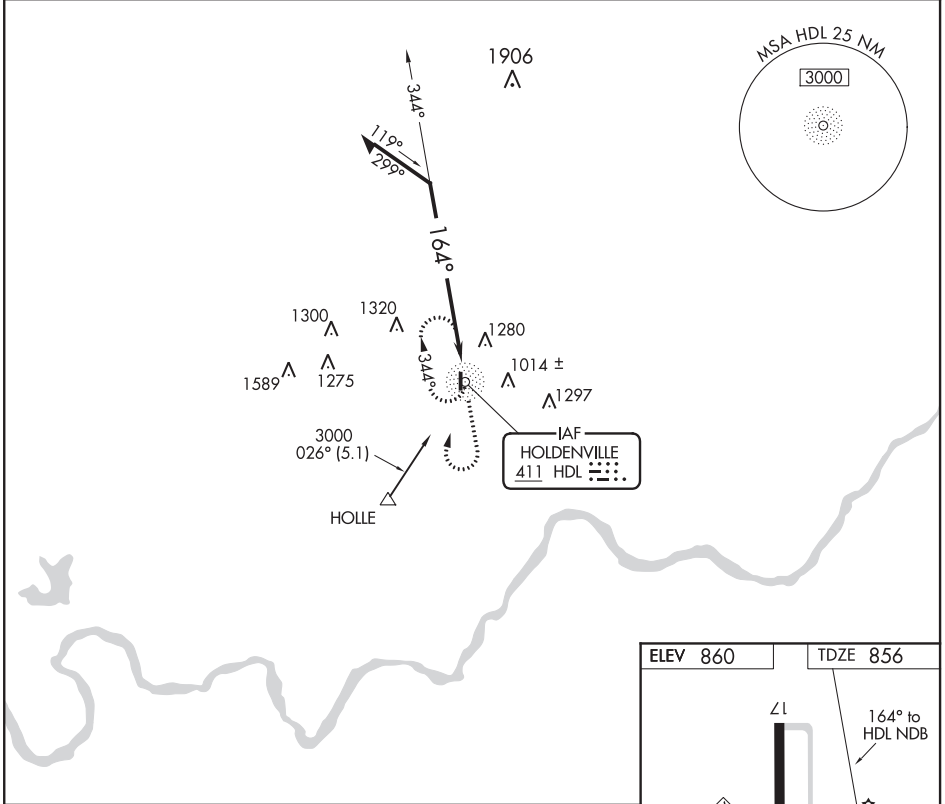 MSA HDL 25 NM
3000
1906
344°
119°
299°
164°
1300
1320
1280
1589
1275
344°
1014 ±
1297
3000
026° (5.1)
HOLLE
IAF
HOLDENVILLE
411 HDL
ELEV 860
TDZE 856
17
164° to
HDL NDB